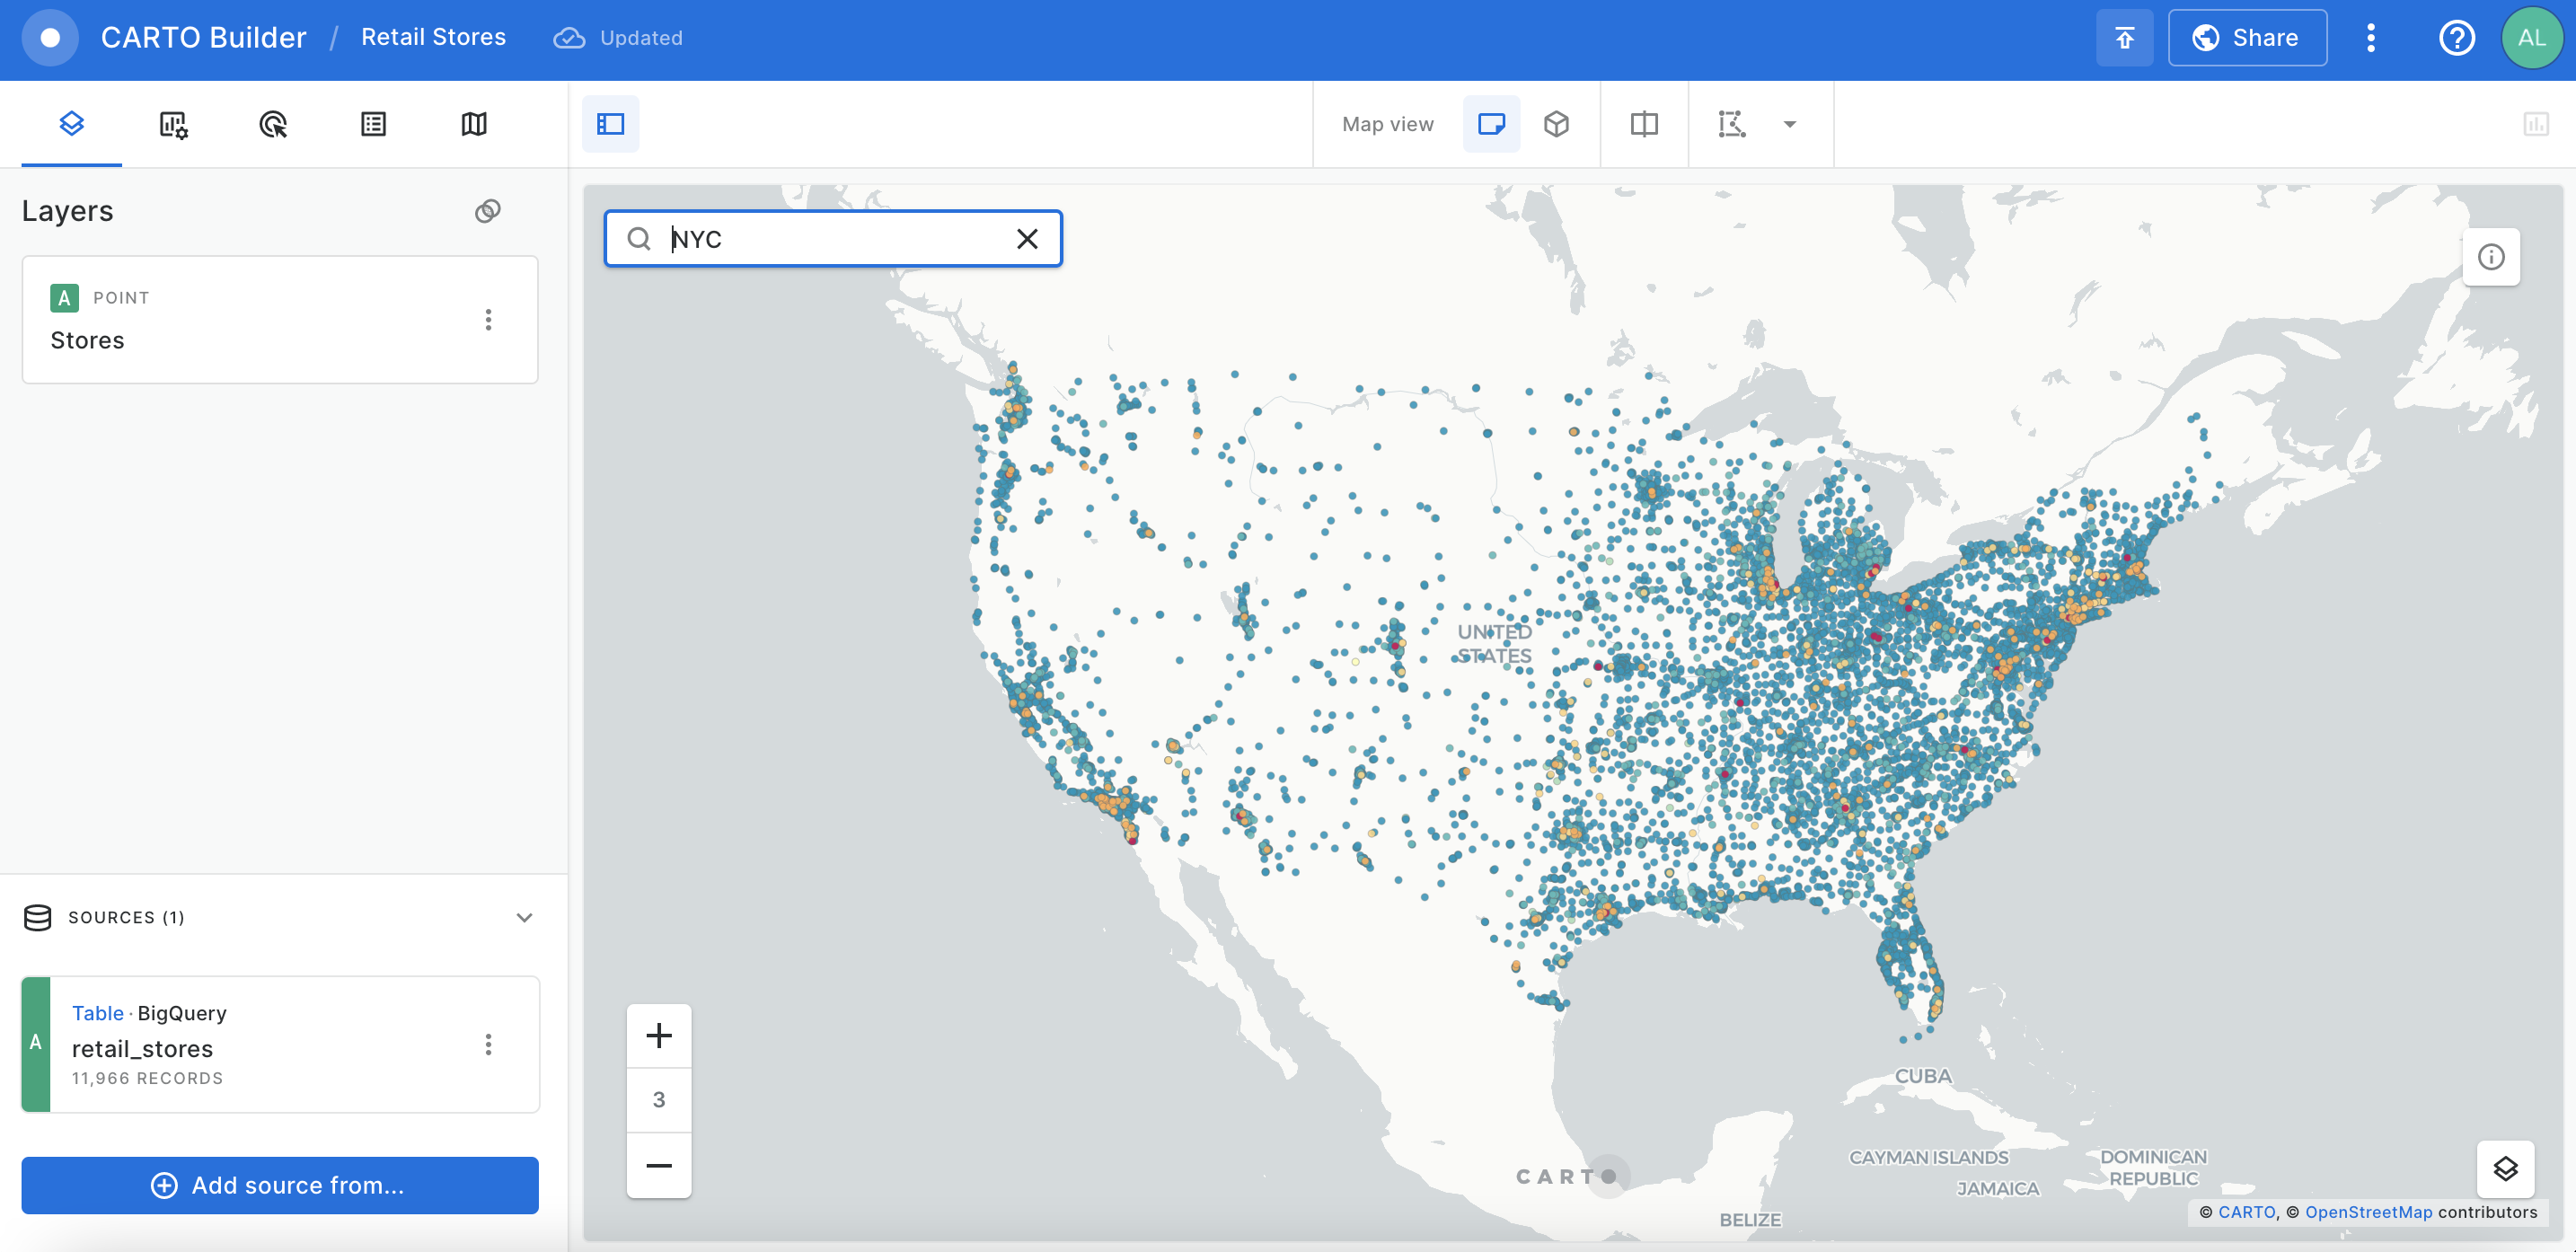 CARTO Builder / Retail Stores Updated
Share
AL
Map view
Layers
A POINT
Stores
NYC
UNITED
STATES
SOURCES (1)
A
Table · BigQuery
retail_stores
11,966 RECORDS
Add source from...
3
CUBA
CAYMAN ISLANDS
DOMINICAN
REPUBLIC
JAMAICA
BELIZE
CARTO
© CARTO, © OpenStreetMap contributors